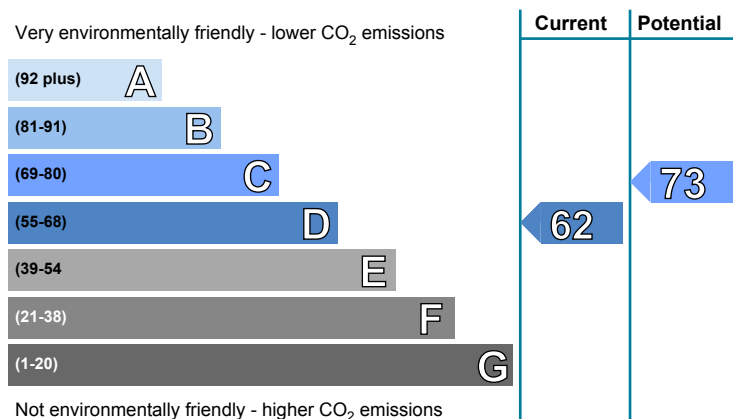 Very environmentally friendly - lower CO2 emissions
Current
Potential
(92 plus) A
(81-91) B
(69-80) C
73
(55-68) D
62
(39-54 E
(21-38) F
(1-20) G
Not environmentally friendly - higher CO2 emissions